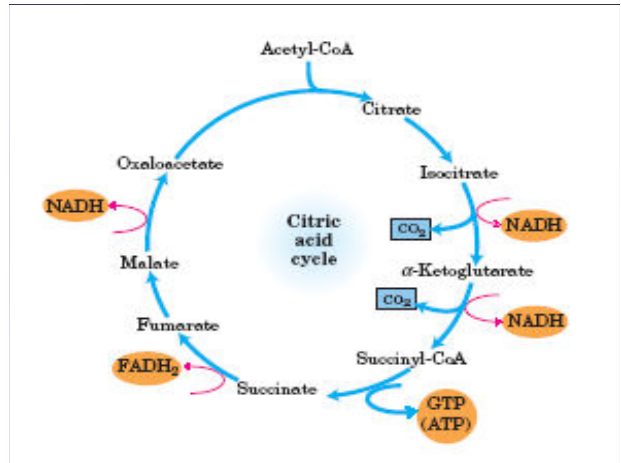 Acetyl-CoA
Citrate
Isocitrate
CO₂
NADH
α-Ketoglutarate
CO₂
NADH
Succinyl-CoA
GTP
(ATP)
Succinate
FADH₂
Fumarate
Malate
NADH
Oxaloacetate
Citric
acid
cycle